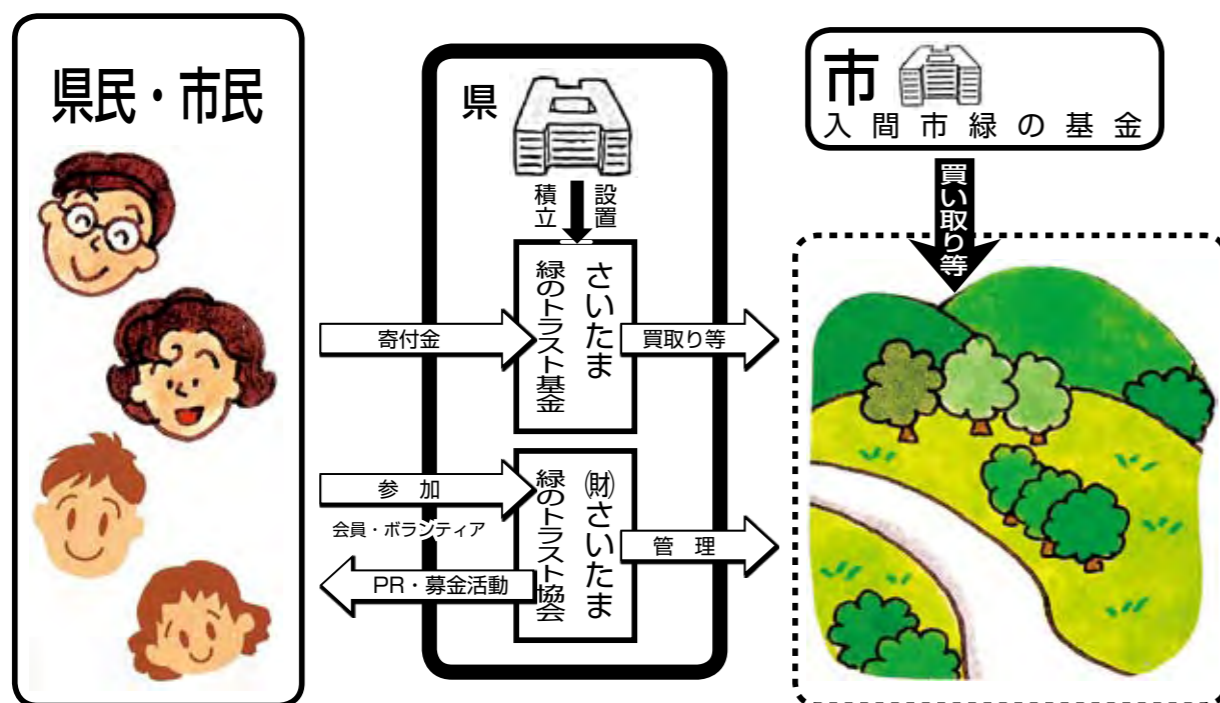 県民・市民
県
積立
設置
さいたま
緑のトラスト基金
寄付金
買取り等
参 加
会員・ボランティア
PR・募金活動
㈶さいたま
緑のトラスト協会
管 理
市
入間市緑の基金
買い取り等